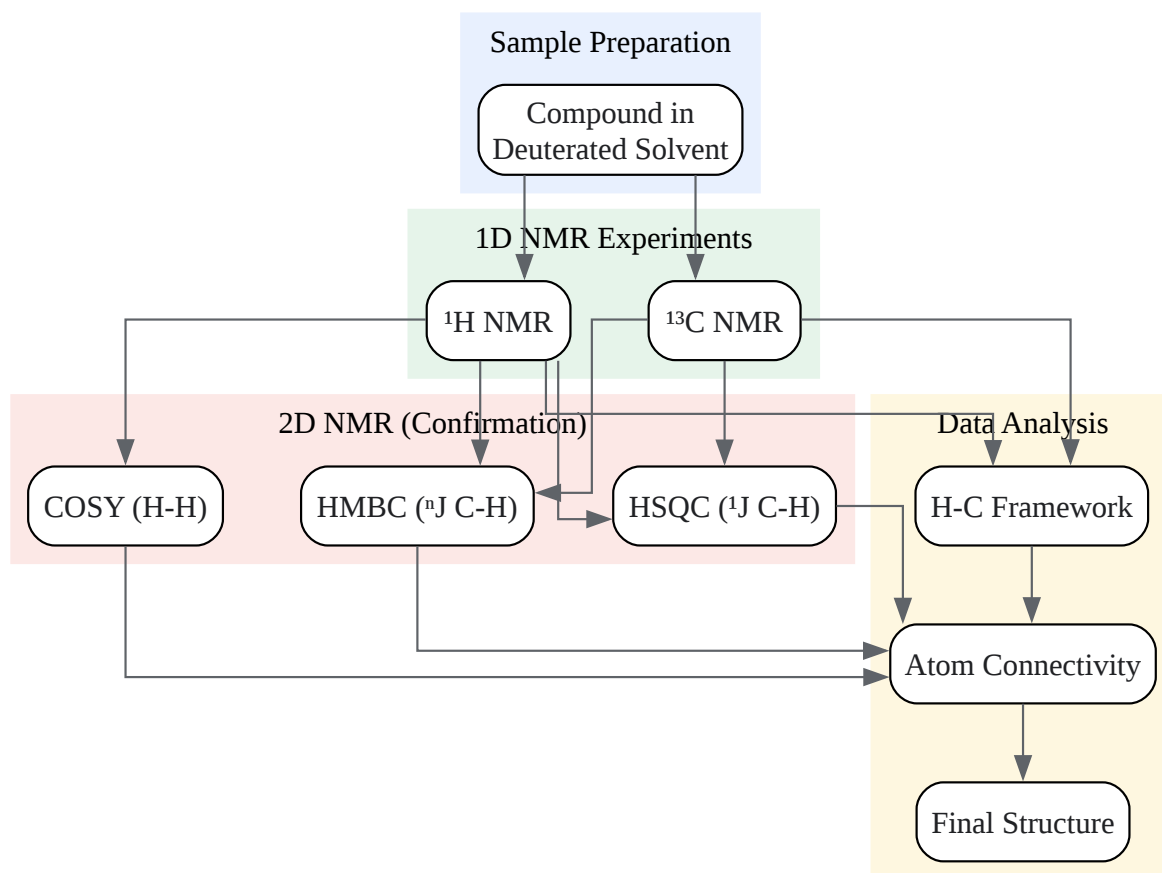 Sample Preparation
Compound in
Deuterated Solvent
1D NMR Experiments
¹H NMR
¹³C NMR
2D NMR (Confirmation)
Data Analysis
COSY (H-H)
HMBC (ⁿJ C-H)
HSQC (¹J C-H)
H-C Framework
Atom Connectivity
Final Structure